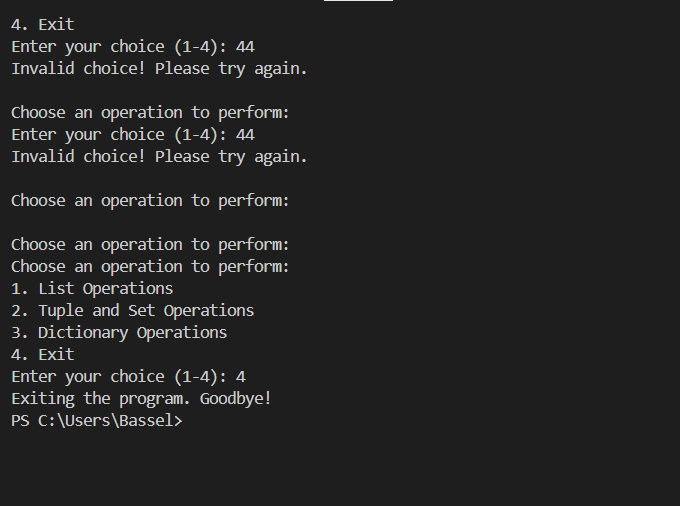 4. Exit
Enter your choice (1-4): 44
Invalid choice! Please try again.
Choose an operation to perform:
Enter your choice (1-4): 44
Invalid choice! Please try again.
Choose an operation to perform:
Choose an operation to perform:
Choose an operation to perform:
1. List Operations
2. Tuple and Set Operations
3. Dictionary Operations
4. Exit
Enter your choice (1-4): 4
Exiting the program. Goodbye!
PS C:\Users\Bassel>